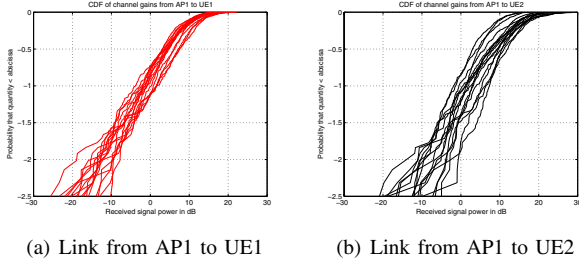 CDF of channel gains from AP1 to UE1
0
−0.5
−1
−1.5
−2
−2.5
Probability that quantity < abscissa
−30 −20 −10 0 10 20 30
Received signal power in dB
(a) Link from AP1 to UE1
CDF of channel gains from AP1 to UE2
0
−0.5
−1
−1.5
−2
−2.5
Probability that quantity < abscissa
−30 −20 −10 0 10 20 30
Received signal power in dB
(b) Link from AP1 to UE2